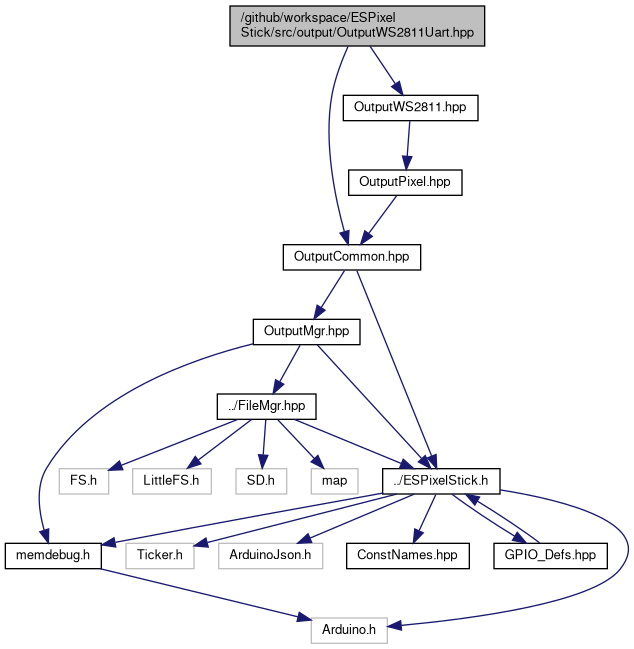 /github/workspace/ESPixel
Stick/src/output/OutputWS2811Uart.hpp
OutputWS2811.hpp
OutputPixel.hpp
OutputCommon.hpp
OutputMgr.hpp
../FileMgr.hpp
FS.h
LittleFS.h
SD.h
map
../ESPixelStick.h
memdebug.h
Ticker.h
ArduinoJson.h
ConstNames.hpp
GPIO_Defs.hpp
Arduino.h